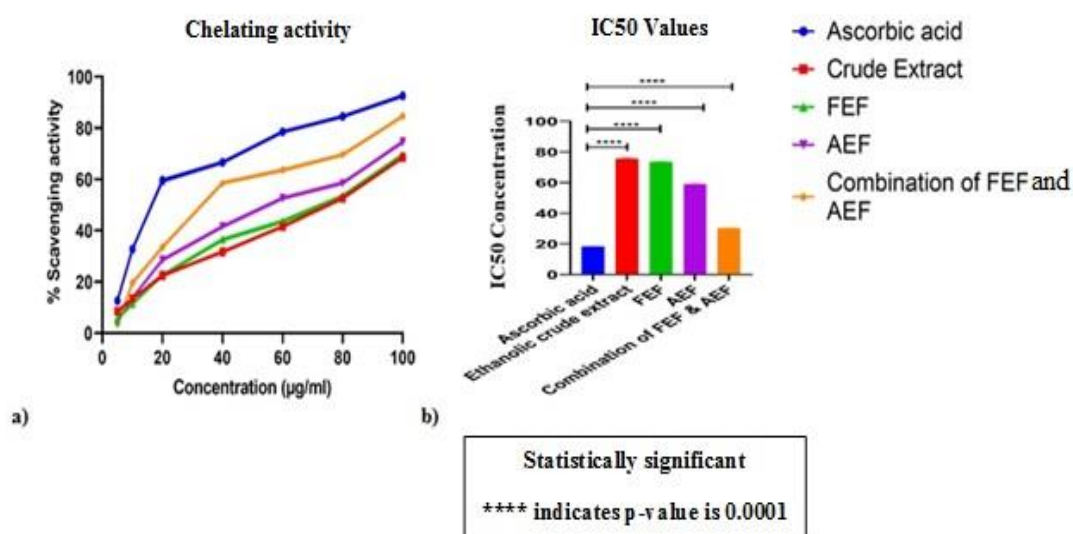 Chelating activity
100
80
60
40
20
0
% Scavenging activity
0
20
40
60
80
100
Concentration (µg/ml)
a)
IC50 Values
****
****
****
****
100
80
60
40
20
0
IC50 Concentration
Ascorbic acid
Ethanolic crude extract
FEF
AEF
Combination of FEF & AEF
b)
Ascorbic acid
Crude Extract
FEF
AEF
Combination of FEF and
AEF
Statistically significant
**** indicates p-value is 0.0001